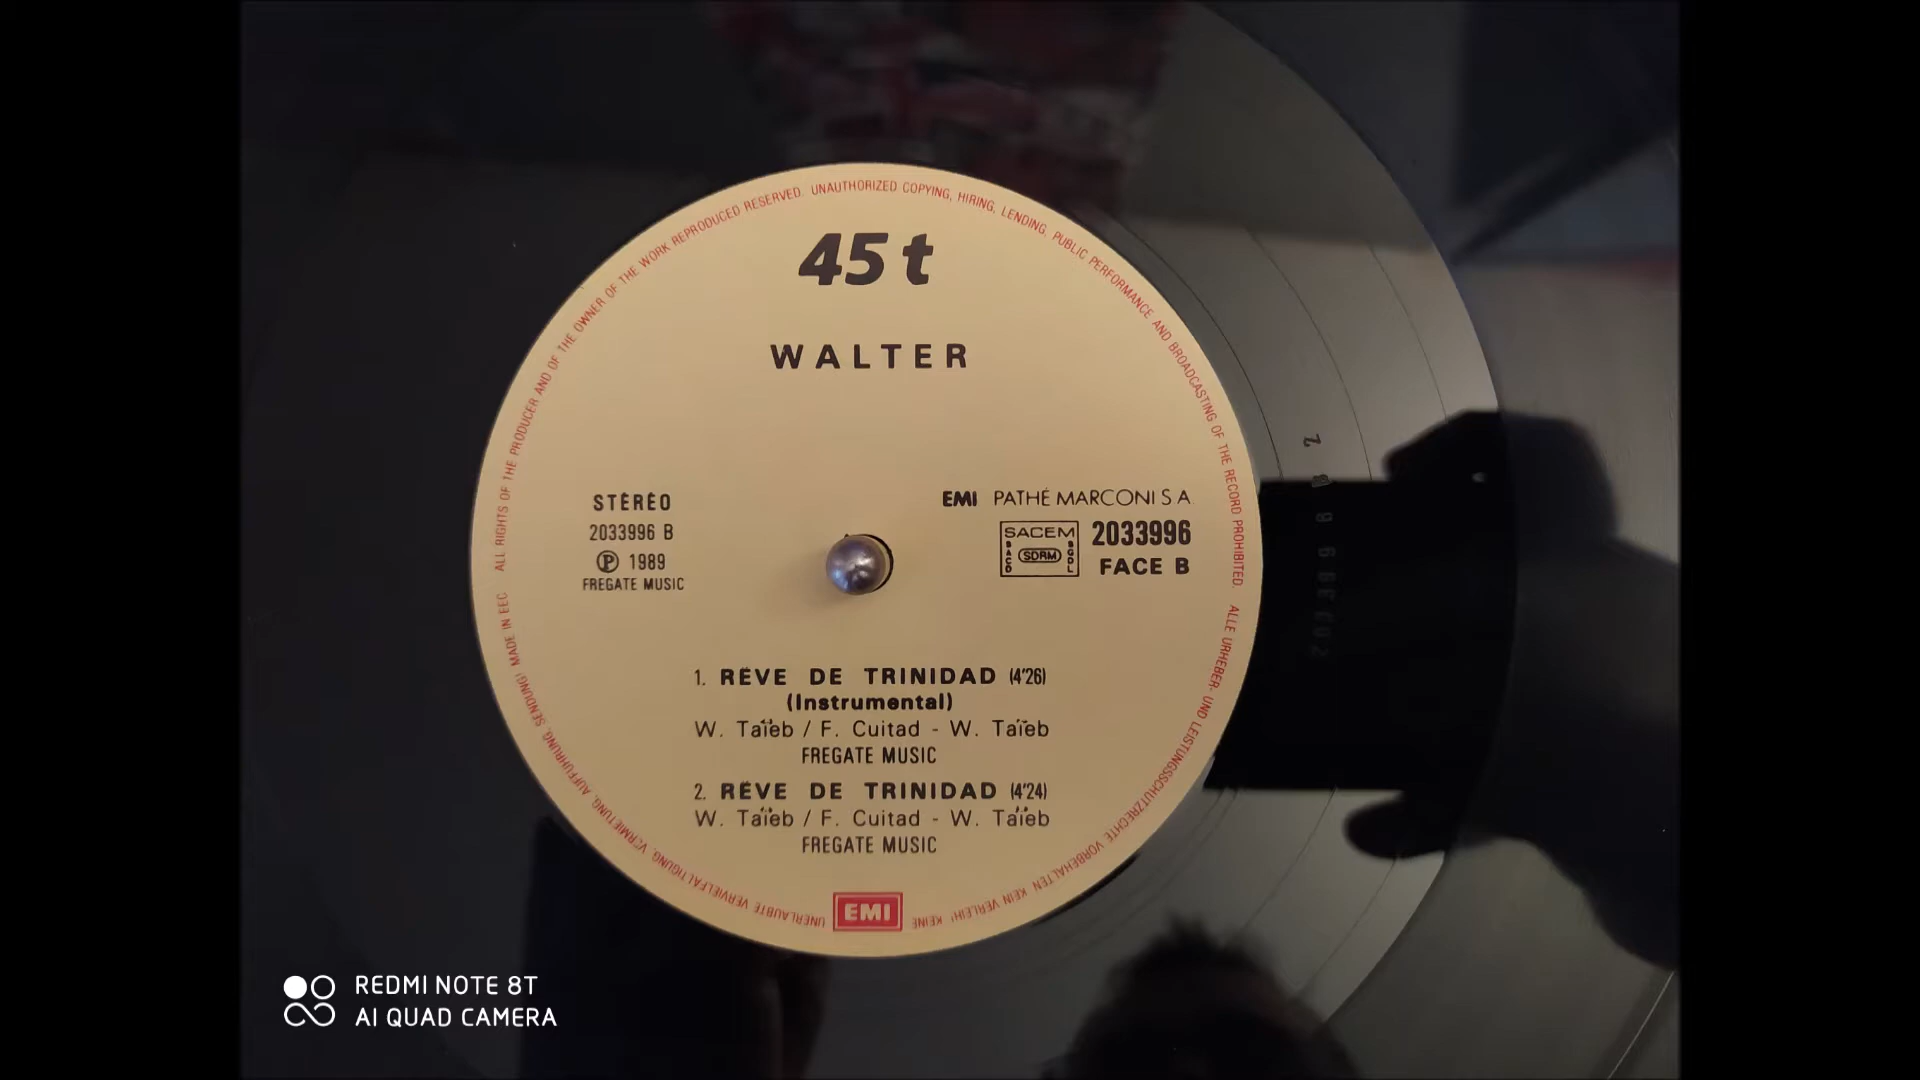 45 t
WALTER
STÉRÉO
2033996 B
Ⓟ 1989
FREGATE MUSIC
EMI PATHÉ MARCONI S A
SACEM
SACD
SDRM
SGDL
2033996
FACE B
1. RÊVE DE TRINIDAD (4'26)
(Instrumental)
W. Taïeb / F. Cuitad - W. Taïeb
FREGATE MUSIC
2. RÊVE DE TRINIDAD (4'24)
W. Taïeb / F. Cuitad - W. Taïeb
FREGATE MUSIC
EMI
ALL RIGHTS OF THE PRODUCER AND OF THE OWNER OF THE WORK REPRODUCED RESERVED. UNAUTHORIZED COPYING, HIRING, LENDING, PUBLIC PERFORMANCE AND BROADCASTING OF THE RECORD PROHIBITED.
ALLE URHEBER- UND LEISTUNGSSCHUTZRECHTE VORBEHALTEN KEIN VERLEIH! KEINE UNERLAUBTE VERVIELFÄLTIGUNG, VERMIETUNG, AUFFÜHRUNG, SENDUNG! MADE IN EEC
REDMI NOTE 8T
AI QUAD CAMERA